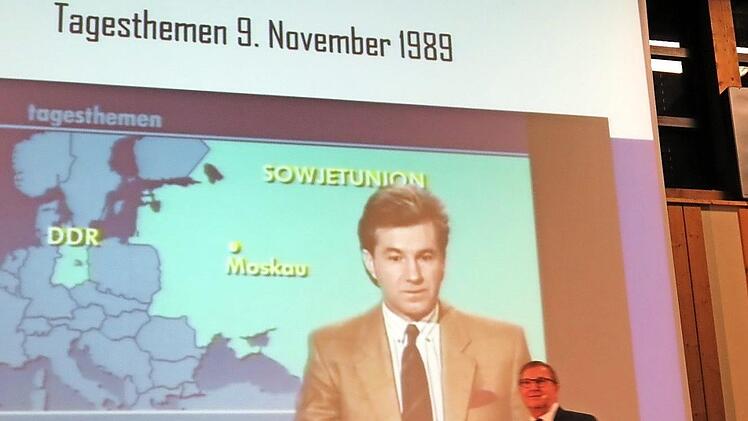 Tagesthemen 9. November 1989
tagesthemen
SOWJETUNION
DDR
Moskau